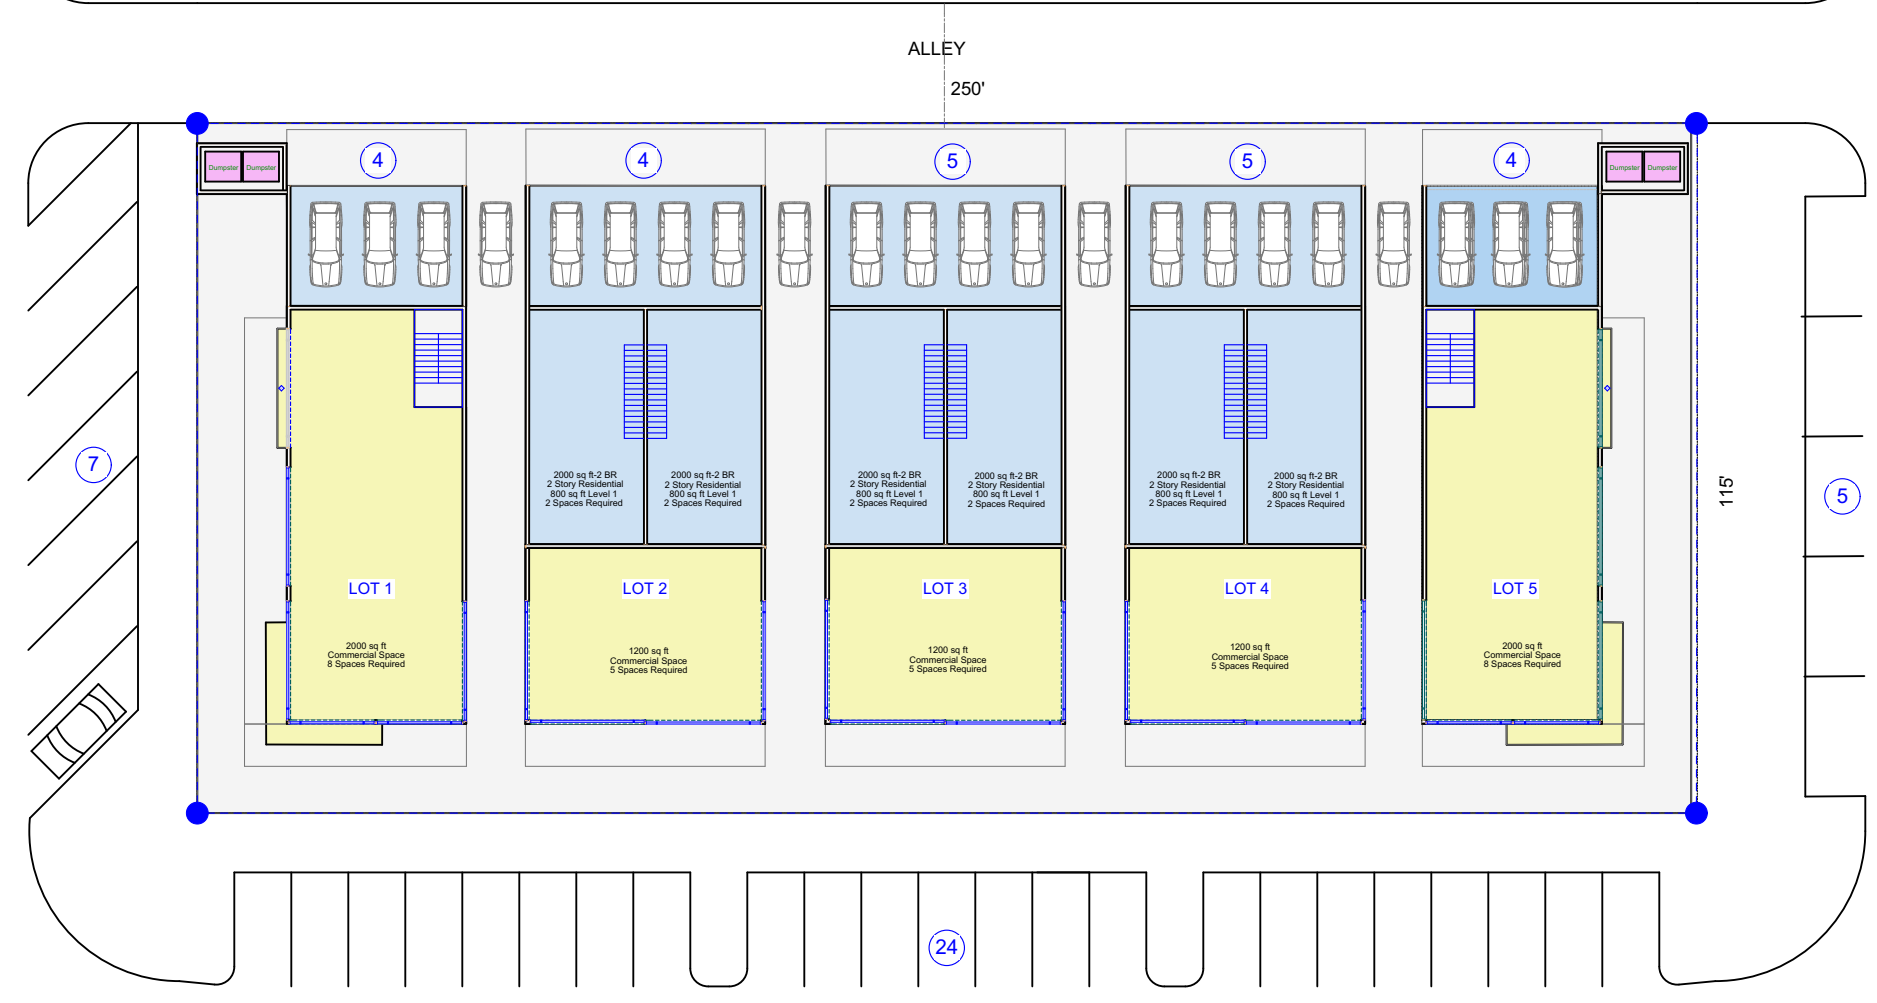 ALLEY
250'
4
4
5
5
4
Dumpster
Dumpster
Dumpster
Dumpster
7
2000 sq ft-2 BR
2 Story Residential
800 sq ft Level 1
2 Spaces Required
2000 sq ft-2 BR
2 Story Residential
800 sq ft Level 1
2 Spaces Required
2000 sq ft-2 BR
2 Story Residential
800 sq ft Level 1
2 Spaces Required
2000 sq ft-2 BR
2 Story Residential
800 sq ft Level 1
2 Spaces Required
2000 sq ft-2 BR
2 Story Residential
800 sq ft Level 1
2 Spaces Required
2000 sq ft-2 BR
2 Story Residential
800 sq ft Level 1
2 Spaces Required
115'
5
LOT 1
LOT 2
LOT 3
LOT 4
LOT 5
2000 sq ft
Commercial Space
8 Spaces Required
1200 sq ft
Commercial Space
5 Spaces Required
1200 sq ft
Commercial Space
5 Spaces Required
1200 sq ft
Commercial Space
5 Spaces Required
2000 sq ft
Commercial Space
8 Spaces Required
24